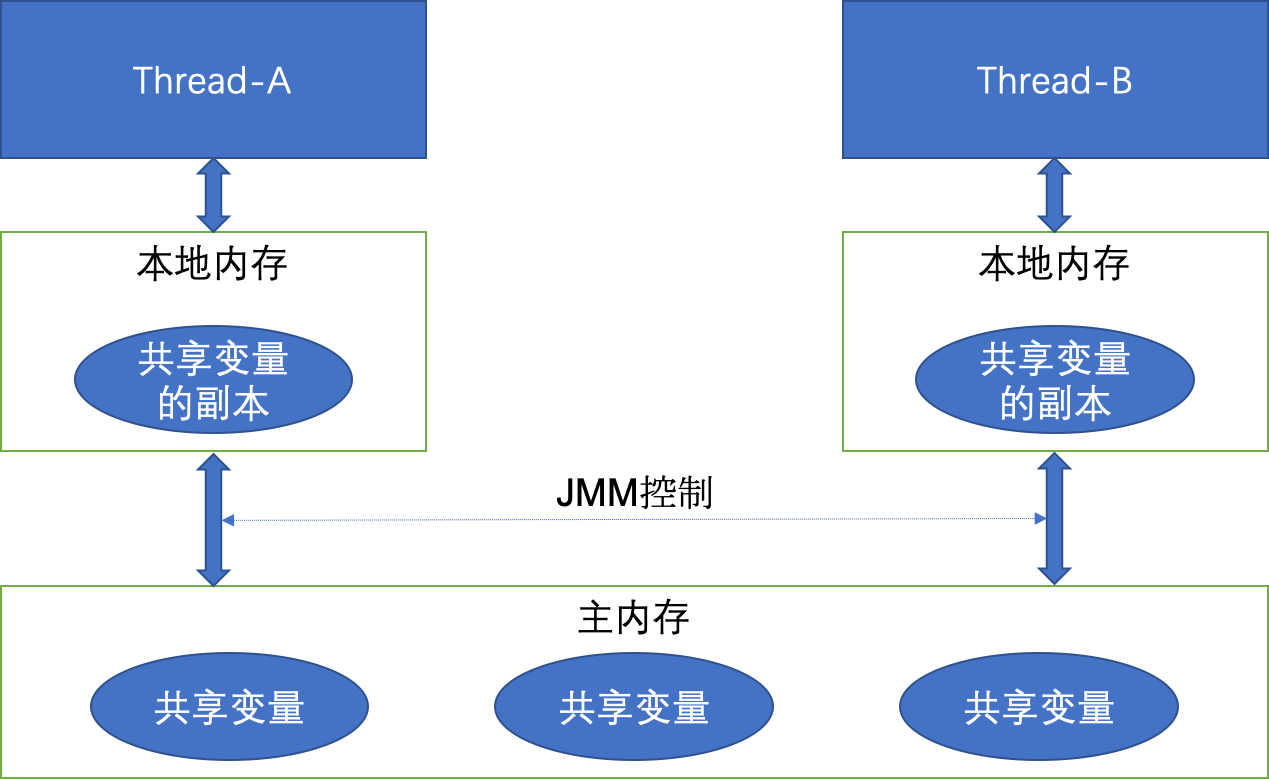 Thread-A
Thread-B
本地内存
本地内存
共享变量
的副本
共享变量
的副本
JMM控制
主内存
共享变量
共享变量
共享变量